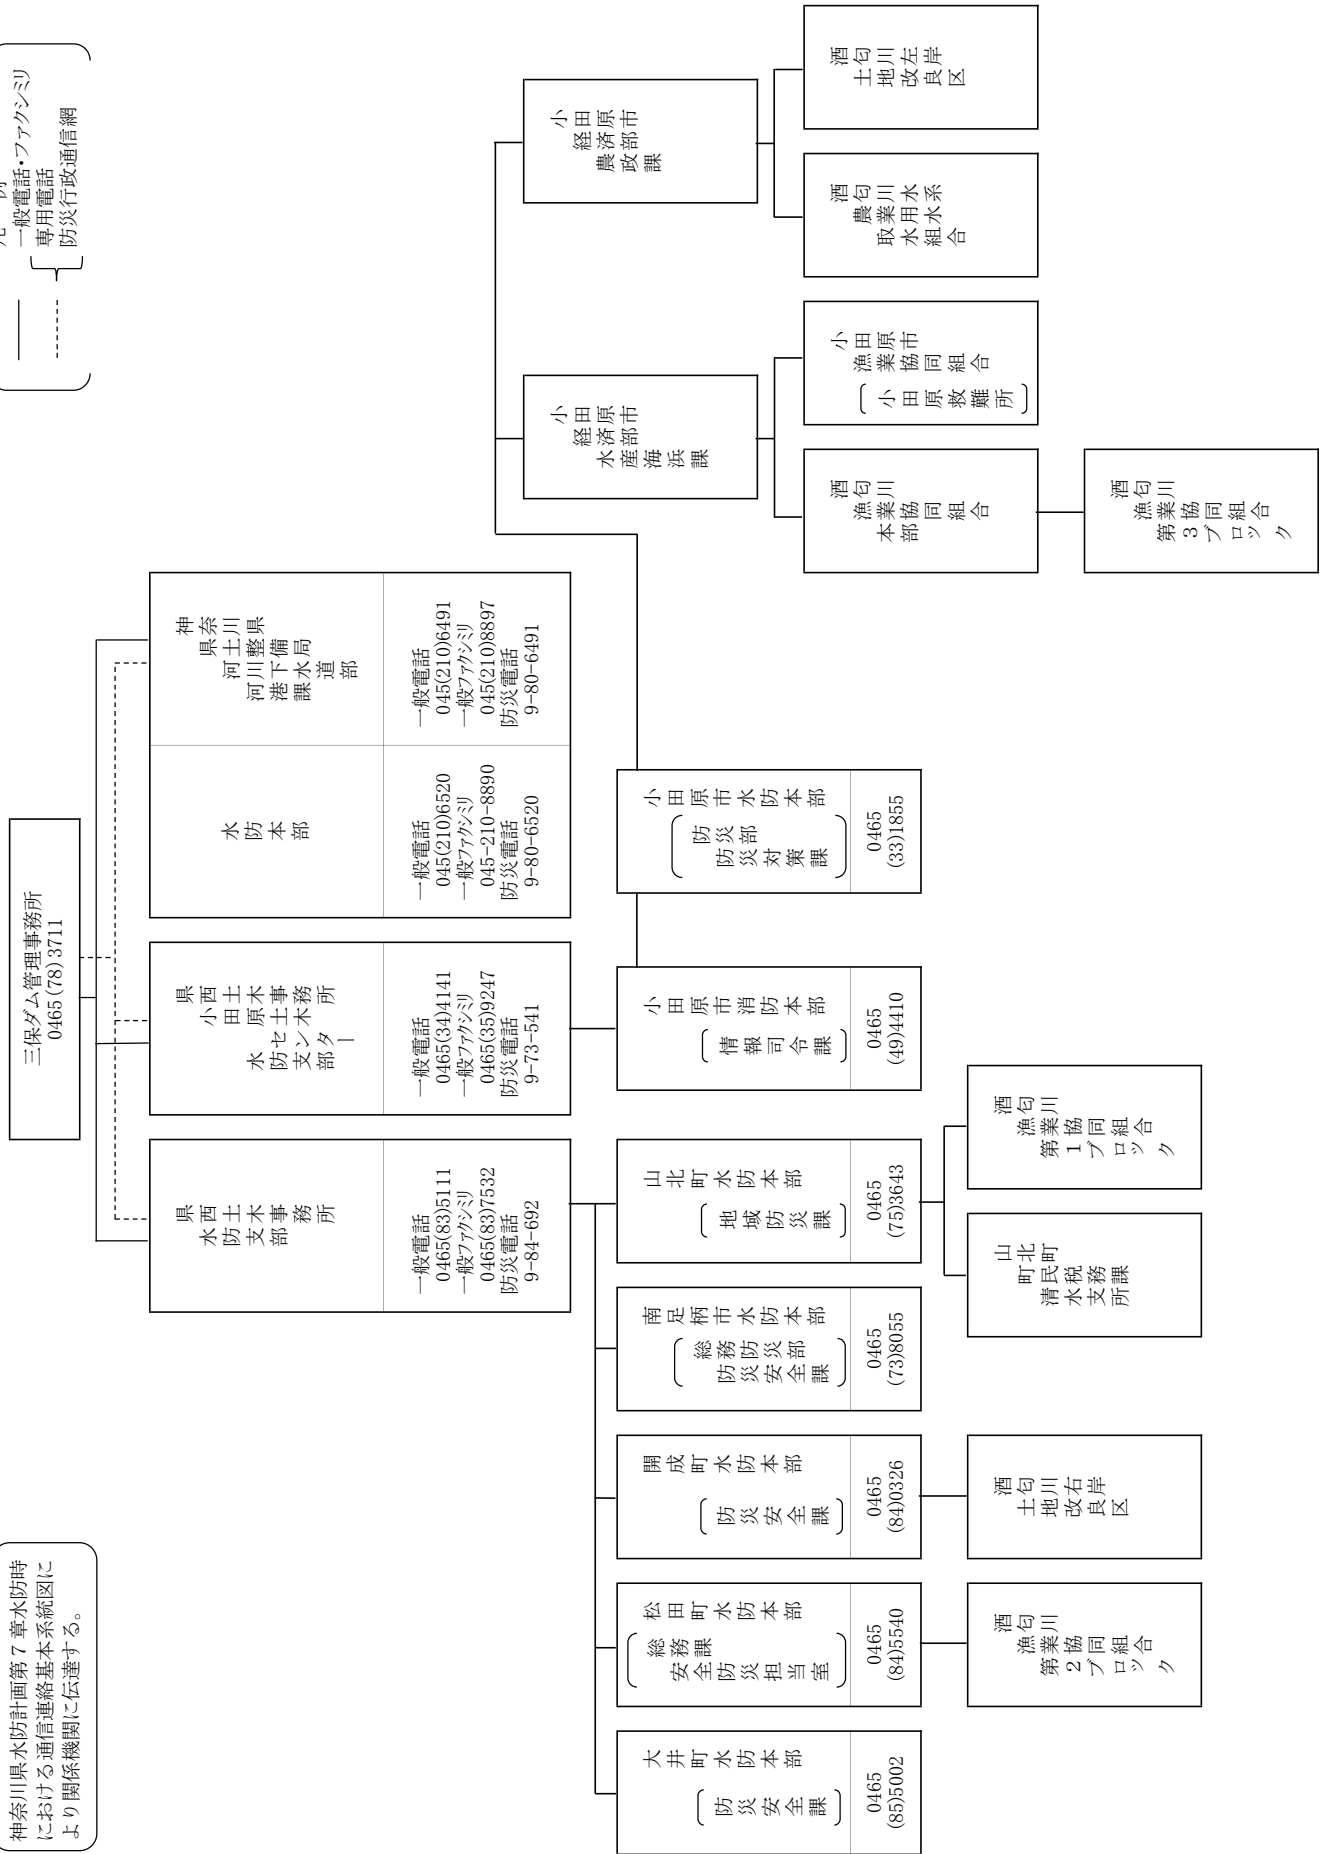 神奈川県水防計画第7章水防時
における通信連絡基本系統図に
より関係機関に伝達する。
一般電話・ファクシミリ
専用電話
防災行政通信網
三保ダム管理事務所
0465(78)3711
県西土木事務所
水防支部
一般電話
0465(83)5111
一般ファクシミリ
0465(83)7532
防災電話
9-84-692
県西土木事務所
小田原土木センター
水防支部
一般電話
0465(34)4141
一般ファクシミリ
0465(35)9247
防災電話
9-73-541
水防本部
一般電話
045(210)6520
一般ファクシミリ
045-210-8890
防災電話
9-80-6520
神奈川県
県土整備局
河川下水道部
河港課
一般電話
045(210)6491
一般ファクシミリ
045(210)8897
防災電話
9-80-6491
大井町水防本部
〔防災安全課〕
0465
(85)5002
松田町水防本部
〔総務課
安全防災担当室〕
0465
(84)5540
開成町水防本部
〔防災安全課〕
0465
(84)0326
南足柄市水防本部
〔総務防災部
防災安全課〕
0465
(73)8055
山北町水防本部
〔地域防災課〕
0465
(75)3643
小田原市消防本部
〔情報司令課〕
0465
(49)4410
小田原市水防本部
〔防災部
防災対策課〕
0465
(33)1855
酒匂川
漁業協同組合
第2ブロック
酒匂川右岸
土地改良区
山北町
町民税務課
清水支所
酒匂川
漁業協同組合
第1ブロック
小田原市
経済部
水産海浜課
小田原市
経済部
農政課
酒匂川
漁業協同組合
本部
小田原市
漁業協同組合
〔小田原救難所〕
酒匂川水系
農業用水
取水組合
酒匂川左岸
土地改良区
酒匂川
漁業協同組合
第3ブロック